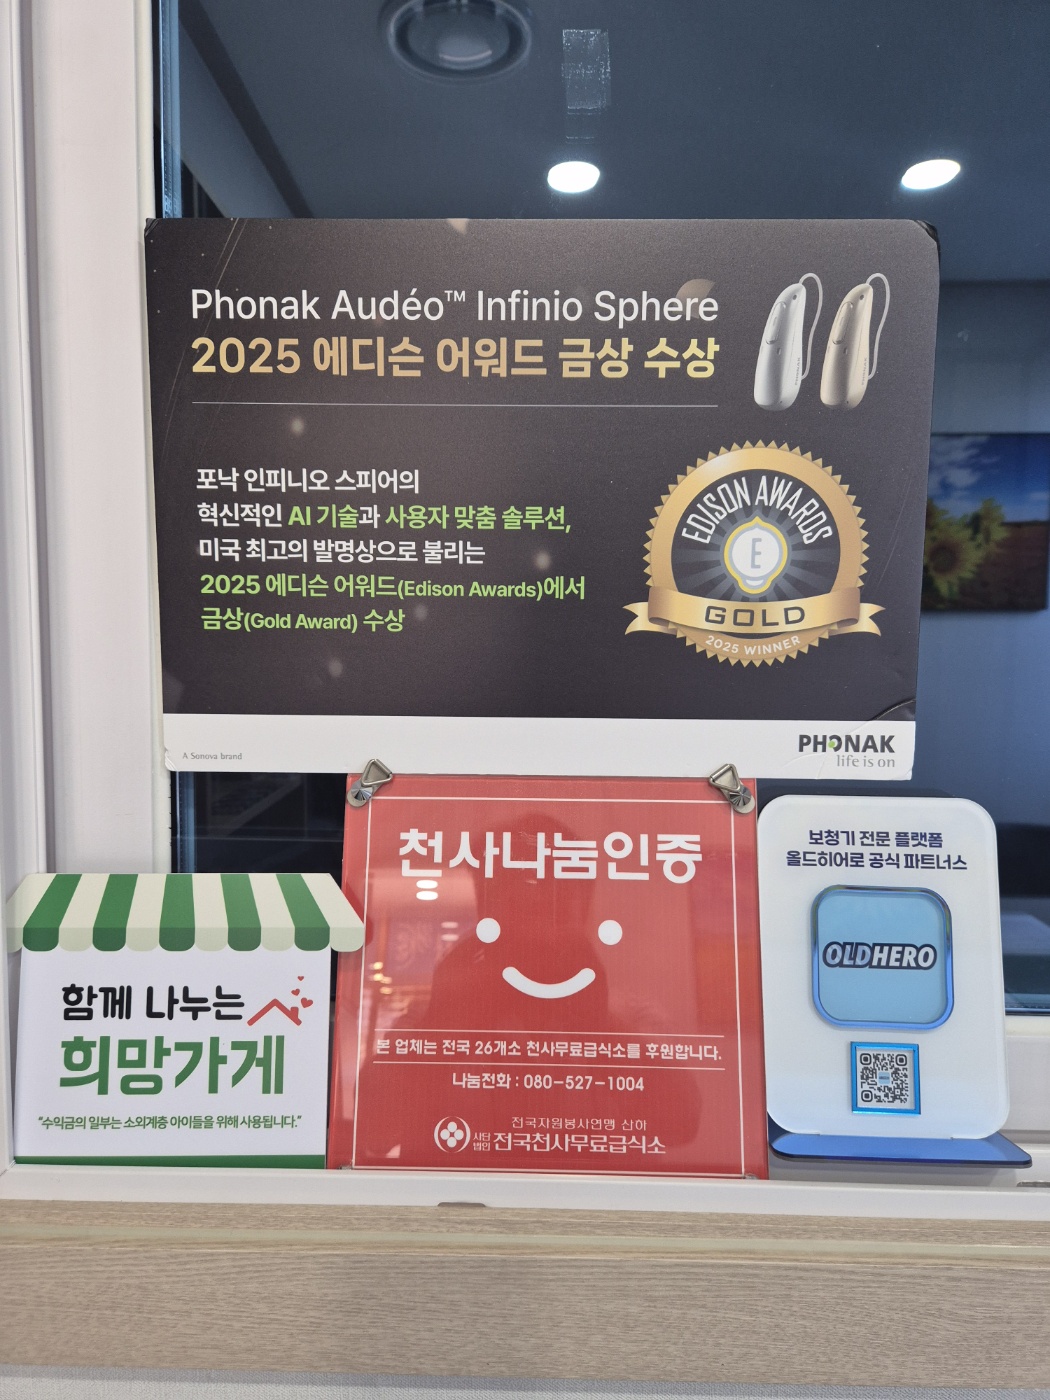 Phonak Audéo™ Infinio Sphere
2025 에디슨 어워드 금상 수상
포낙 인피니오 스피어의
혁신적인 AI 기술과 사용자 맞춤 솔루션,
미국 최고의 발명상으로 불리는
2025 에디슨 어워드(Edison Awards)에서
금상(Gold Award) 수상
EDISON AWARDS
E
GOLD
2025 WINNER
A Sonova brand
PHONAK
life is on
함께 나누는
희망가게
“수익금의 일부는 소외계층 아이들을 위해 사용됩니다.”
천사나눔인증
본 업체는 전국 26개소 천사무료급식소를 후원합니다.
나눔전화 : 080-527-1004
전국자원봉사연맹 산하
사단법인 전국천사무료급식소
보청기 전문 플랫폼
올드히어로 공식 파트너스
OLDHERO